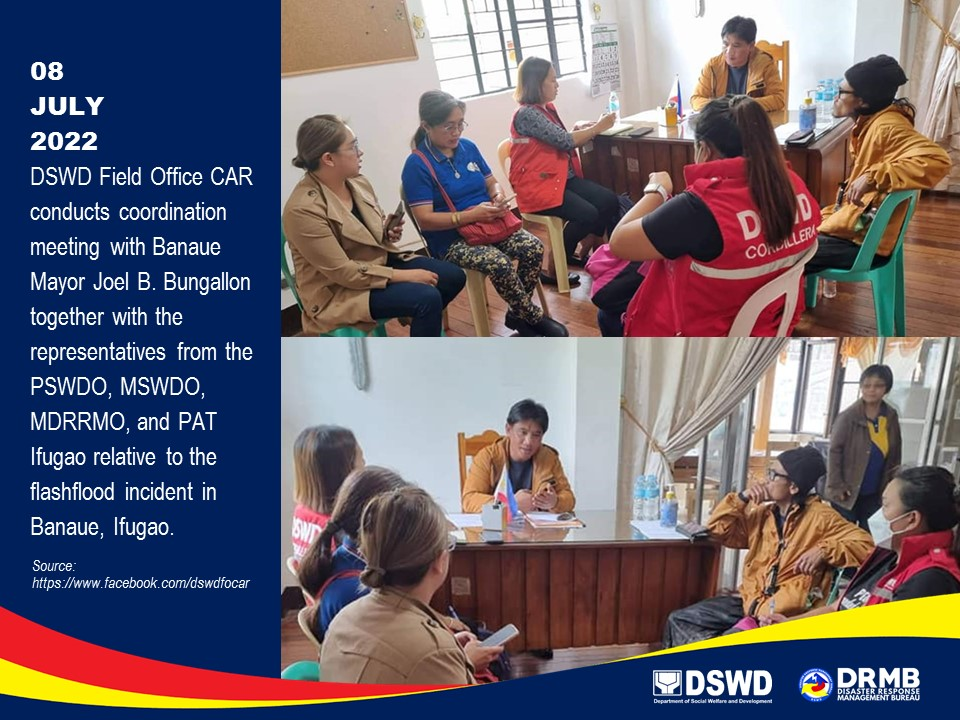 08
JULY
2022
DSWD Field Office CAR
conducts coordination
meeting with Banaue
Mayor Joel B. Bungallon
together with the
representatives from the
PSWDO, MSWDO,
MDRRMO, and PAT
Ifugao relative to the
flashflood incident in
Banaue, Ifugao.
Source:
https://www.facebook.com/dswdfocar
DSWD
CORDILLERA
DSWD
Department of Social Welfare and Development
DRMB
DISASTER RESPONSE
MANAGEMENT BUREAU